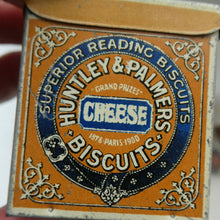 SUPERIOR READING BISCUITS
HUNTLEY & PALMERS
GRAND PRIZES
CHEESE
1878 PARIS 1900
BISCUITS